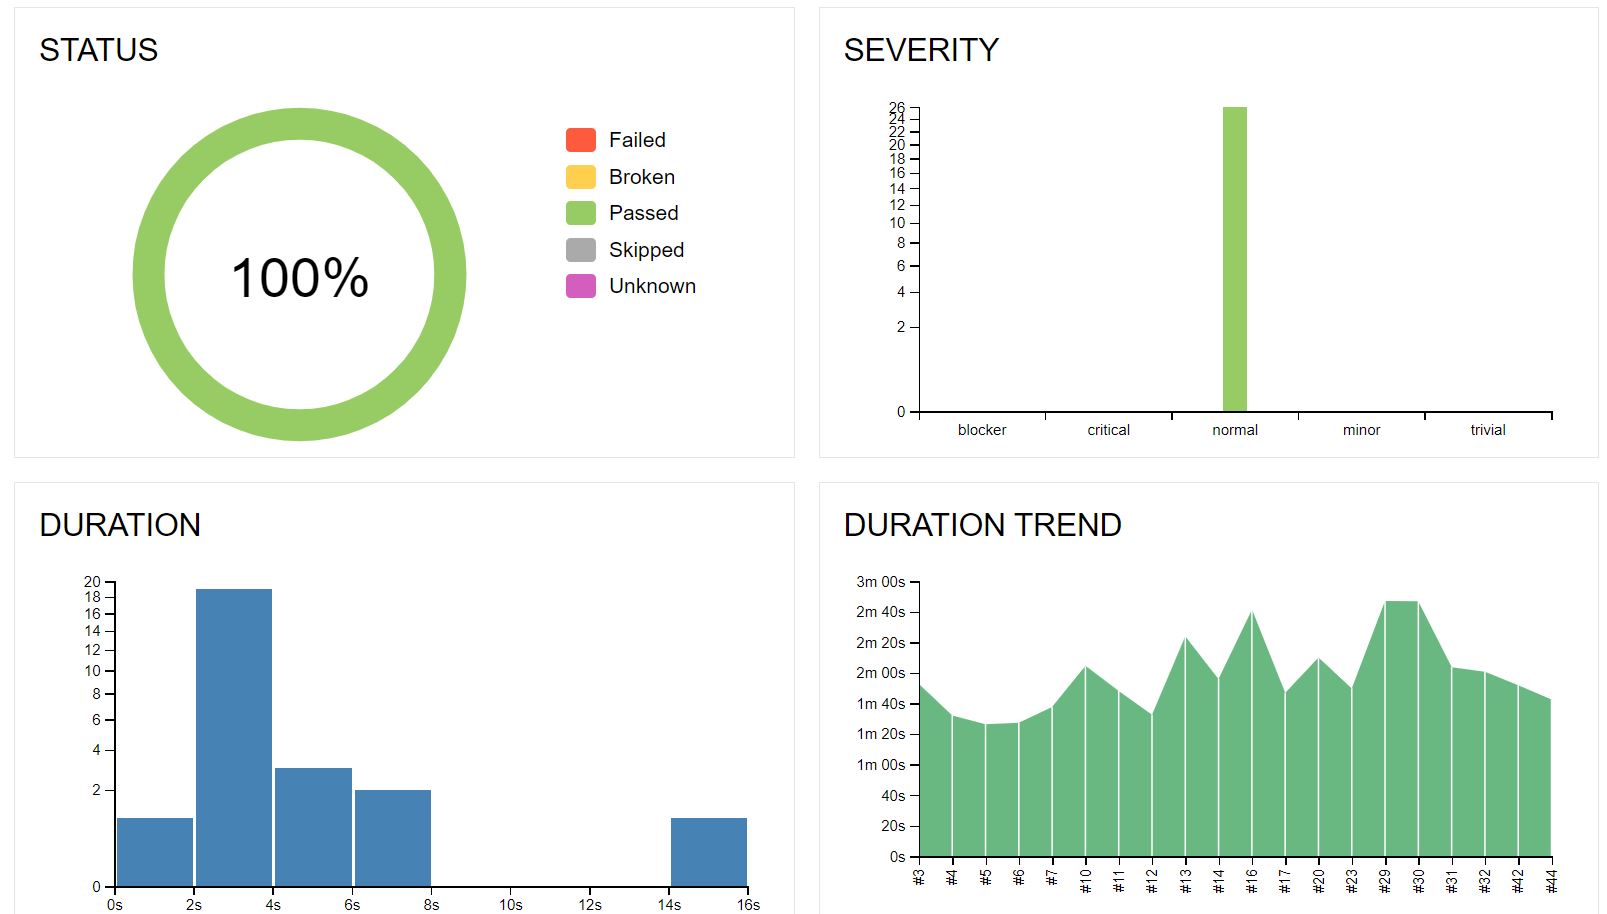 STATUS
100%
Failed
Broken
Passed
Skipped
Unknown
SEVERITY
26
24
22
20
18
16
14
12
10
8
6
4
2
0
blocker critical normal minor trivial
DURATION
20
18
16
14
12
10
8
6
4
2
0
0s 2s 4s 6s 8s 10s 12s 14s 16s
DURATION TREND
3m 00s
2m 40s
2m 20s
2m 00s
1m 40s
1m 20s
1m 00s
40s
20s
0s
#3 #4 #5 #6 #7 #10 #11 #12 #13 #14 #16 #17 #20 #23 #29 #30 #31 #32 #42 #44